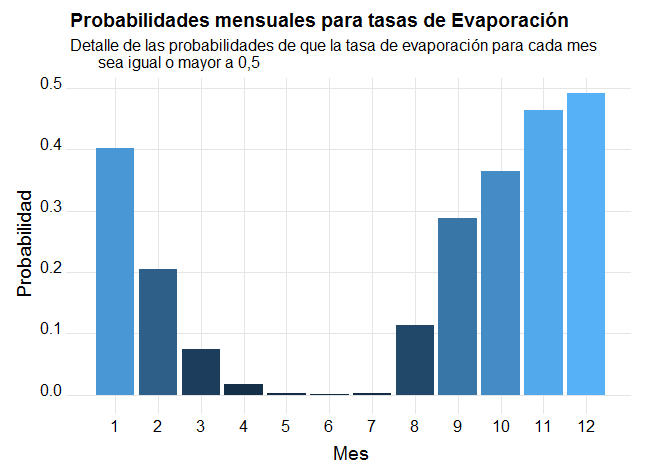 Probabilidades mensuales para tasas de Evaporación
Detalle de las probabilidades de que la tasa de evaporación para cada mes
sea igual o mayor a 0,5
0.5
0.4
0.3
0.2
0.1
0.0
Probabilidad
1 2 3 4 5 6 7 8 9 10 11 12
Mes